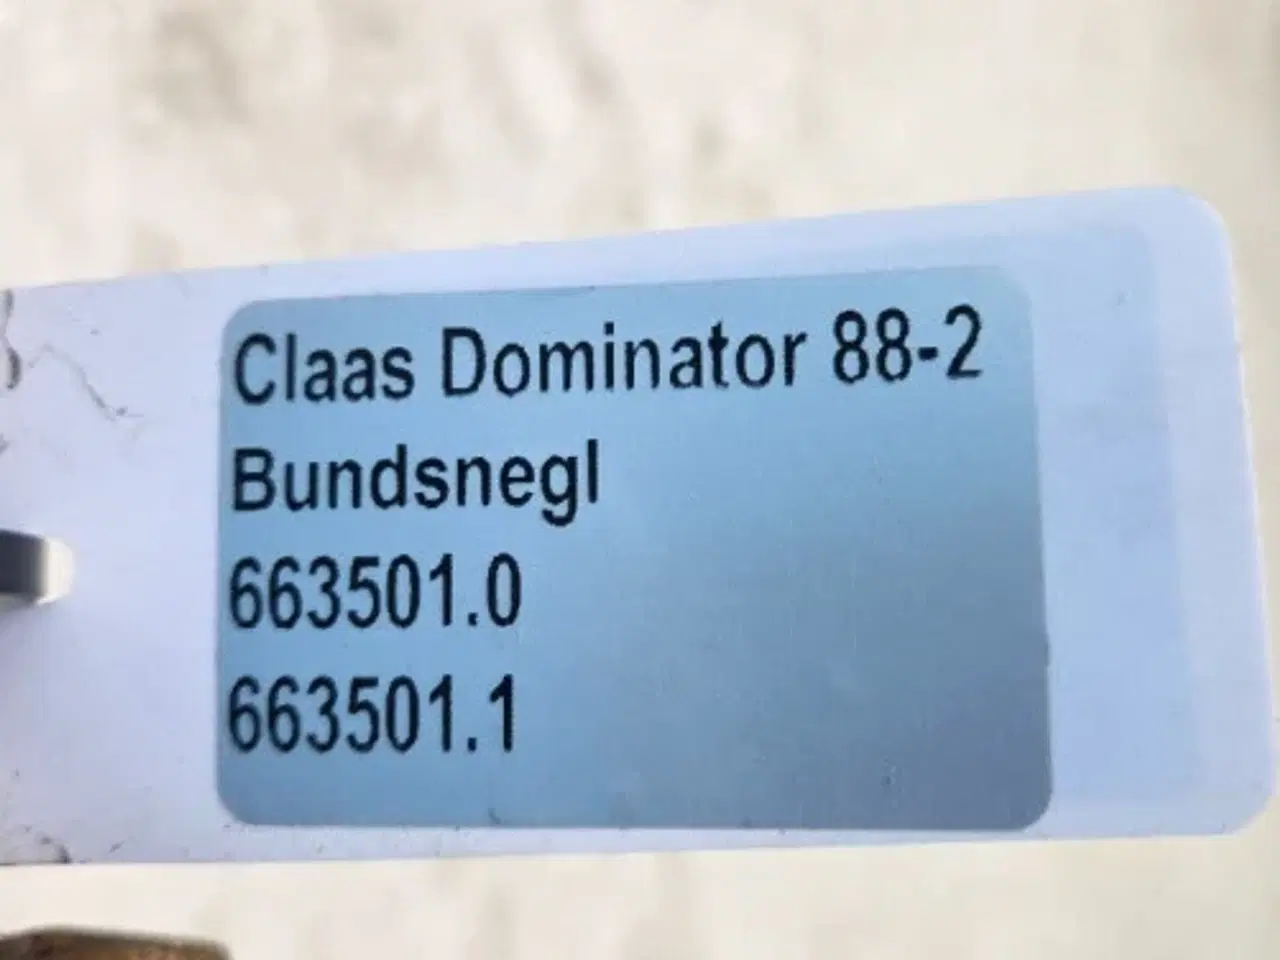 Claas Dominator 88-2
Bundsnegl
663501.0
663501.1